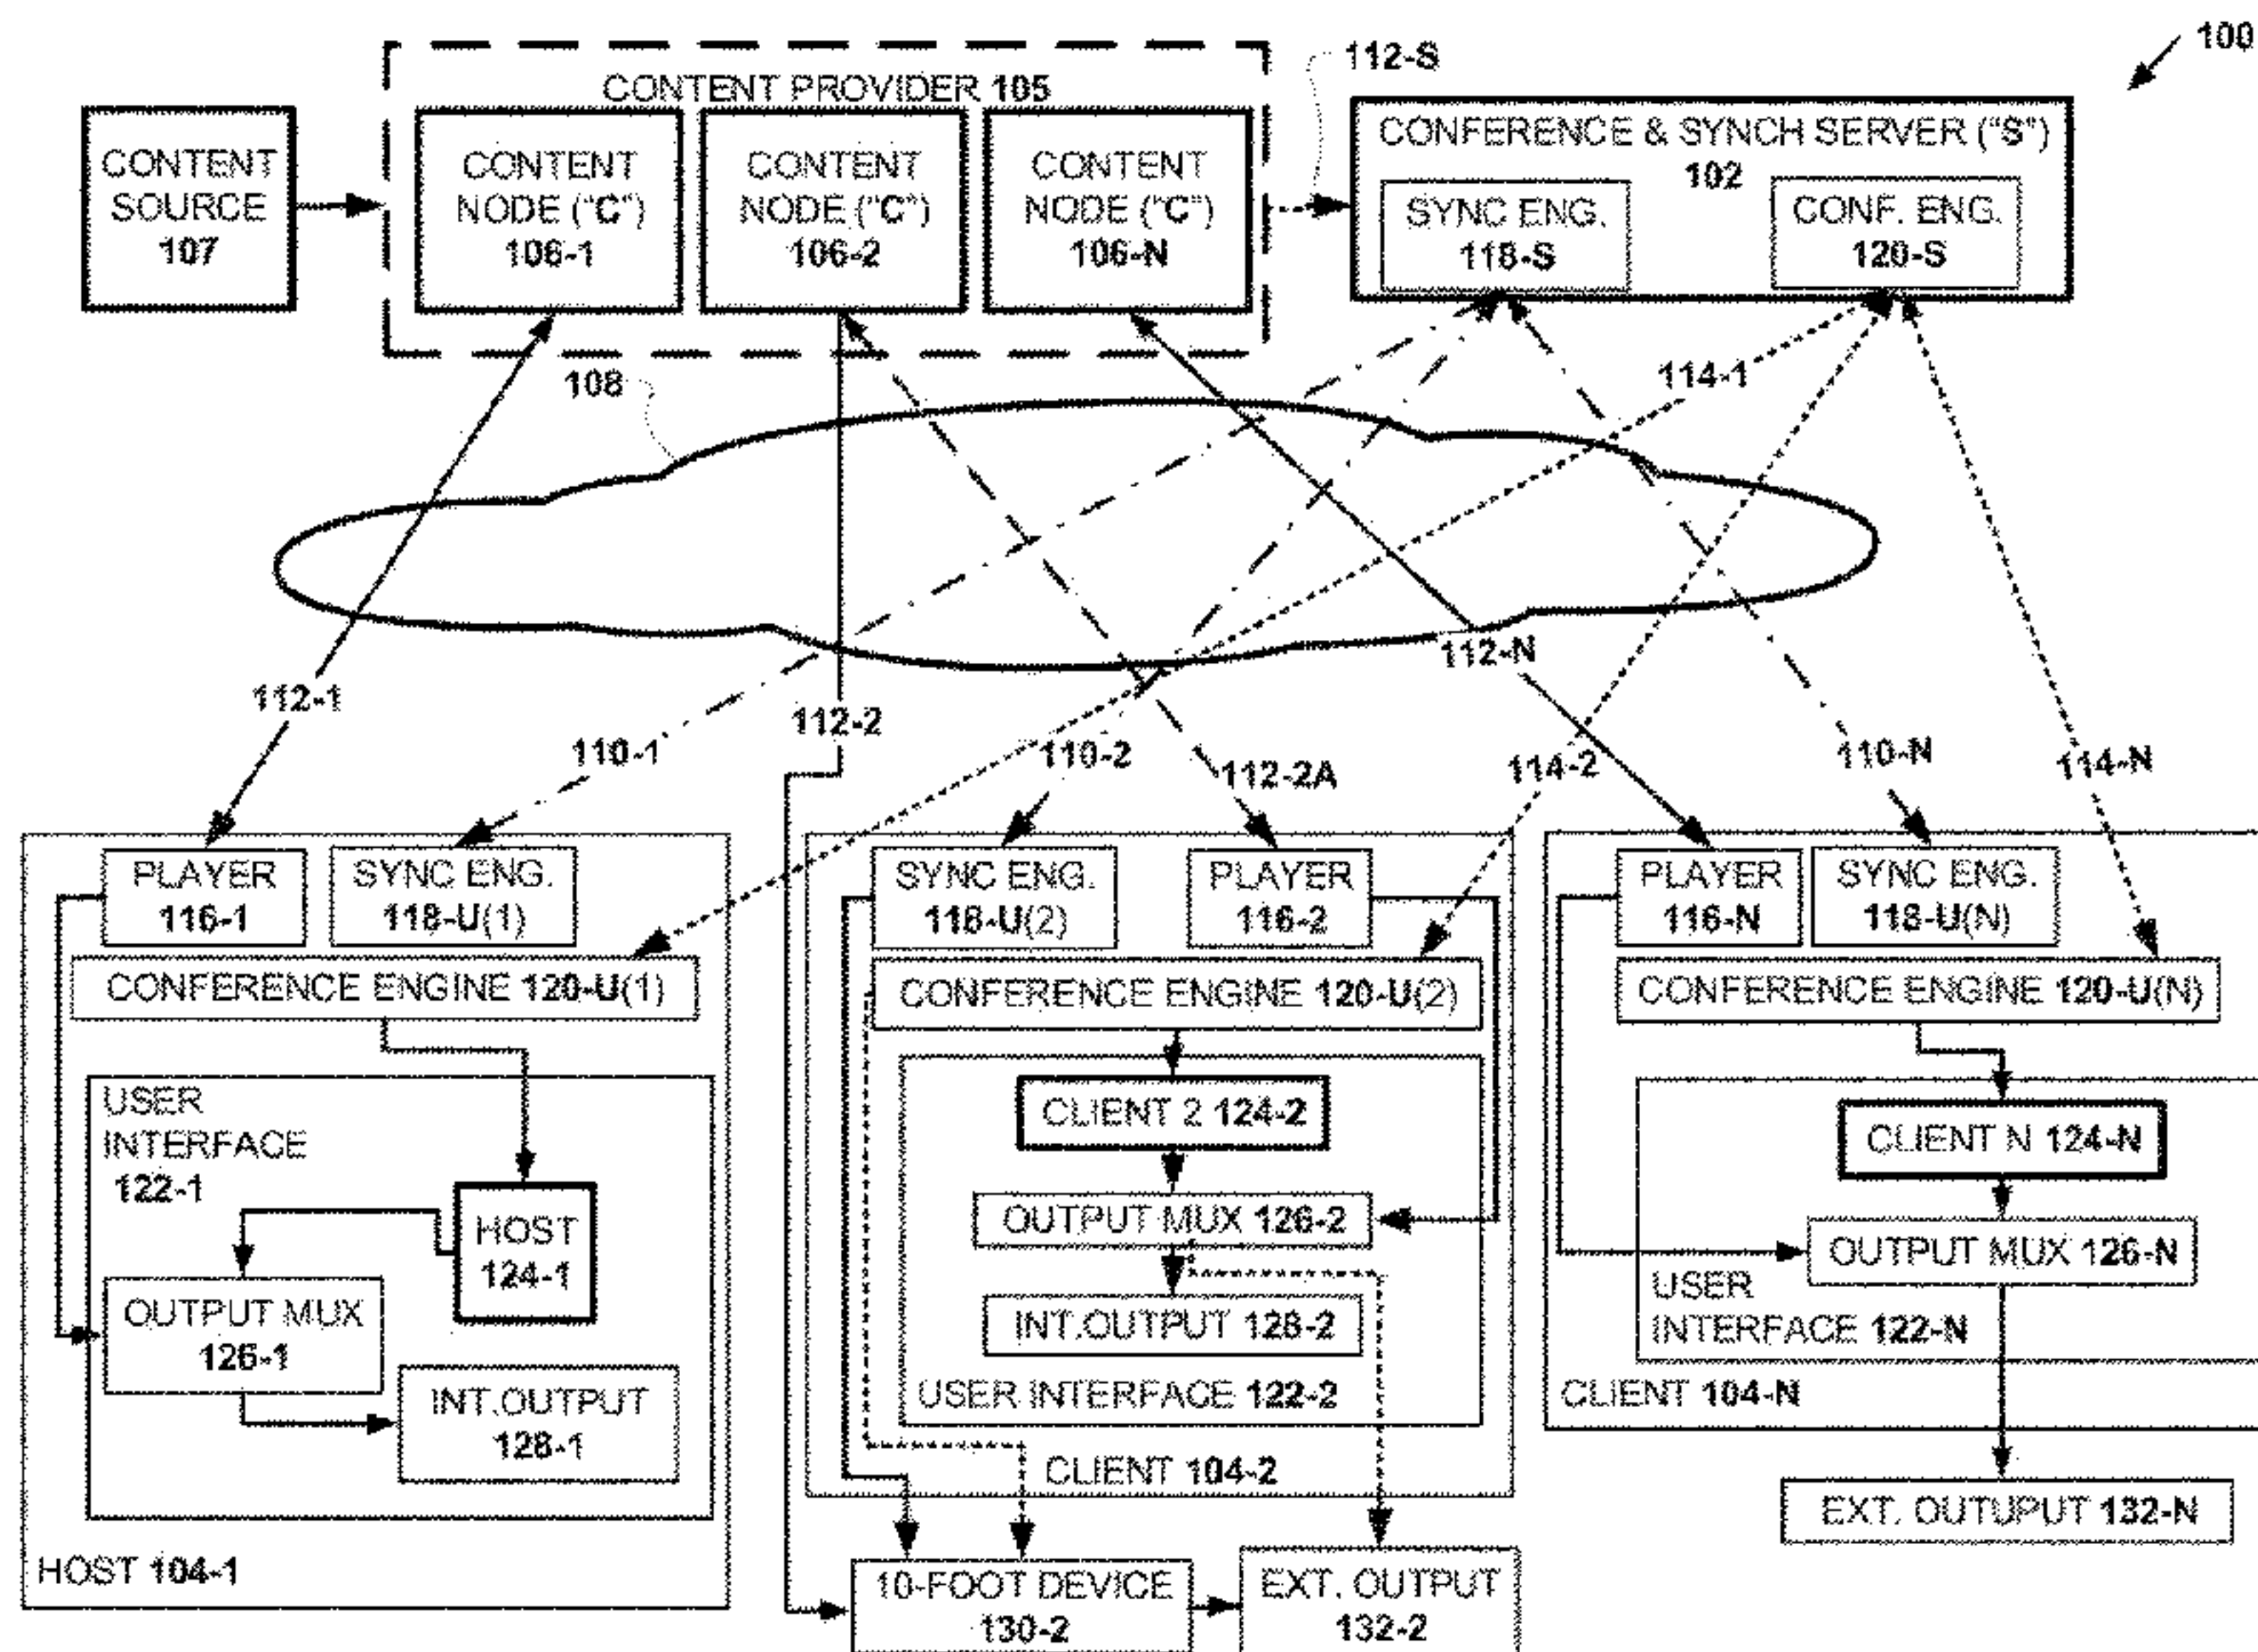 100
112-S
CONTENT PROVIDER 105
CONTENT
SOURCE
107
CONTENT
NODE ("C")
106-1
CONTENT
NODE ("C")
106-2
CONTENT
NODE ("C")
106-N
CONFERENCE & SYNCH SERVER ("S")
102
SYNC ENG.
118-S
CONF. ENG.
120-S
108
114-1
112-1
110-1
112-2
110-2
112-2A
112-N
114-2
110-N
114-N
PLAYER
116-1
SYNC ENG.
118-U(1)
CONFERENCE ENGINE 120-U(1)
USER
INTERFACE
122-1
HOST
124-1
OUTPUT MUX
126-1
INT.OUTPUT
128-1
HOST 104-1
SYNC ENG.
118-U(2)
PLAYER
116-2
CONFERENCE ENGINE 120-U(2)
CLIENT 2 124-2
OUTPUT MUX 126-2
INT.OUTPUT 128-2
USER INTERFACE 122-2
CLIENT 104-2
10-FOOT DEVICE
130-2
EXT. OUTPUT
132-2
PLAYER
116-N
SYNC ENG.
118-U(N)
CONFERENCE ENGINE 120-U(N)
CLIENT N 124-N
OUTPUT MUX 126-N
USER
INTERFACE 122-N
CLIENT 104-N
EXT. OUTUPUT 132-N